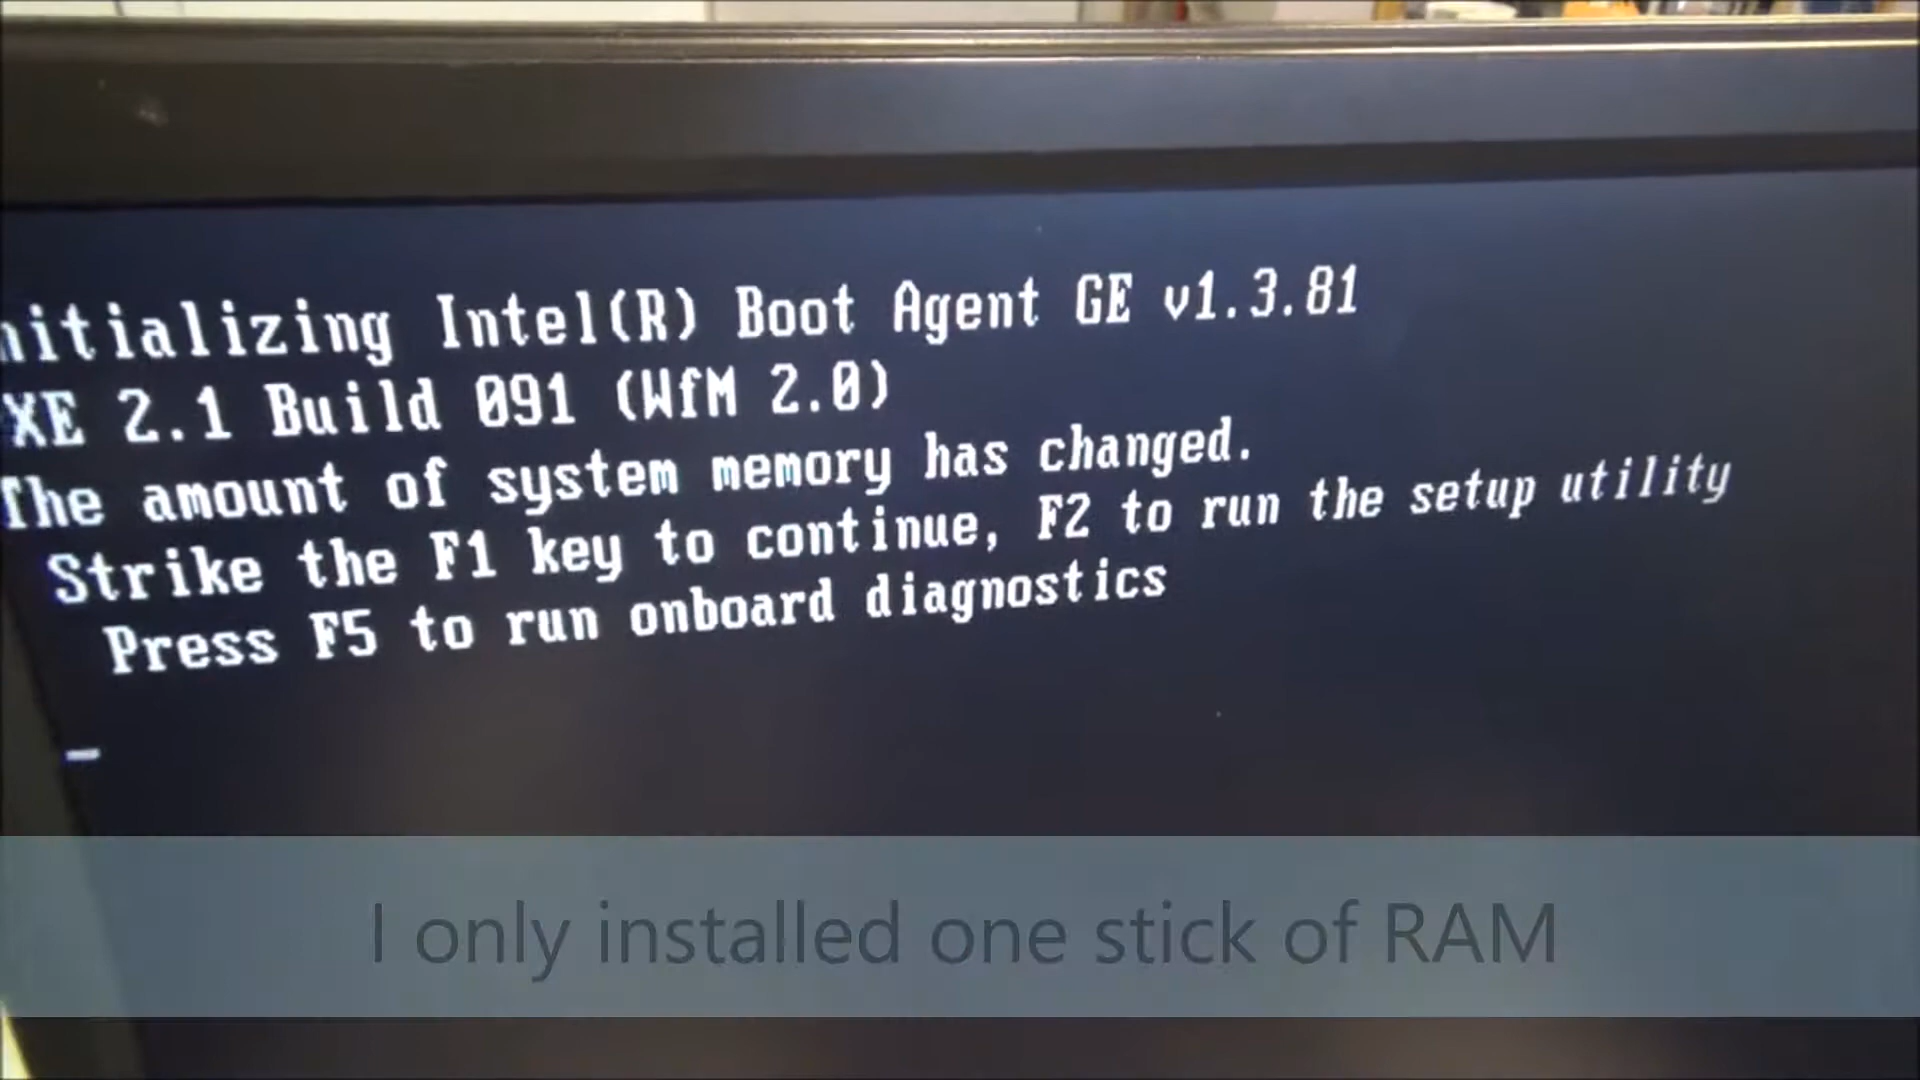 nitializing Intel(R) Boot Agent GE v1.3.81
XE 2.1 Build 091 (WfM 2.0)
The amount of system memory has changed.
Strike the F1 key to continue, F2 to run the setup utility
Press F5 to run onboard diagnostics
_
I only installed one stick of RAM